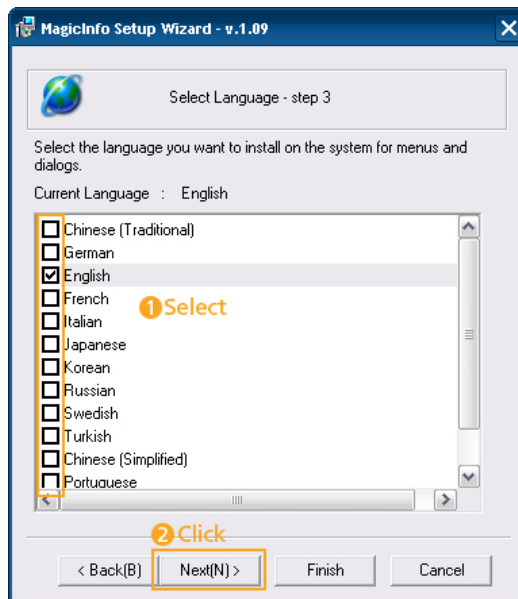 MagicInfo Setup Wizard - v.1.09
Select Language - step 3
Select the language you want to install on the system for menus and
dialogs.
Current Language : English
Chinese (Traditional)
German
English
French
Italian
Japanese
Korean
Russian
Swedish
Turkish
Chinese (Simplified)
Portuguese
1 Select
2 Click
< Back(B) Next(N) > Finish Cancel